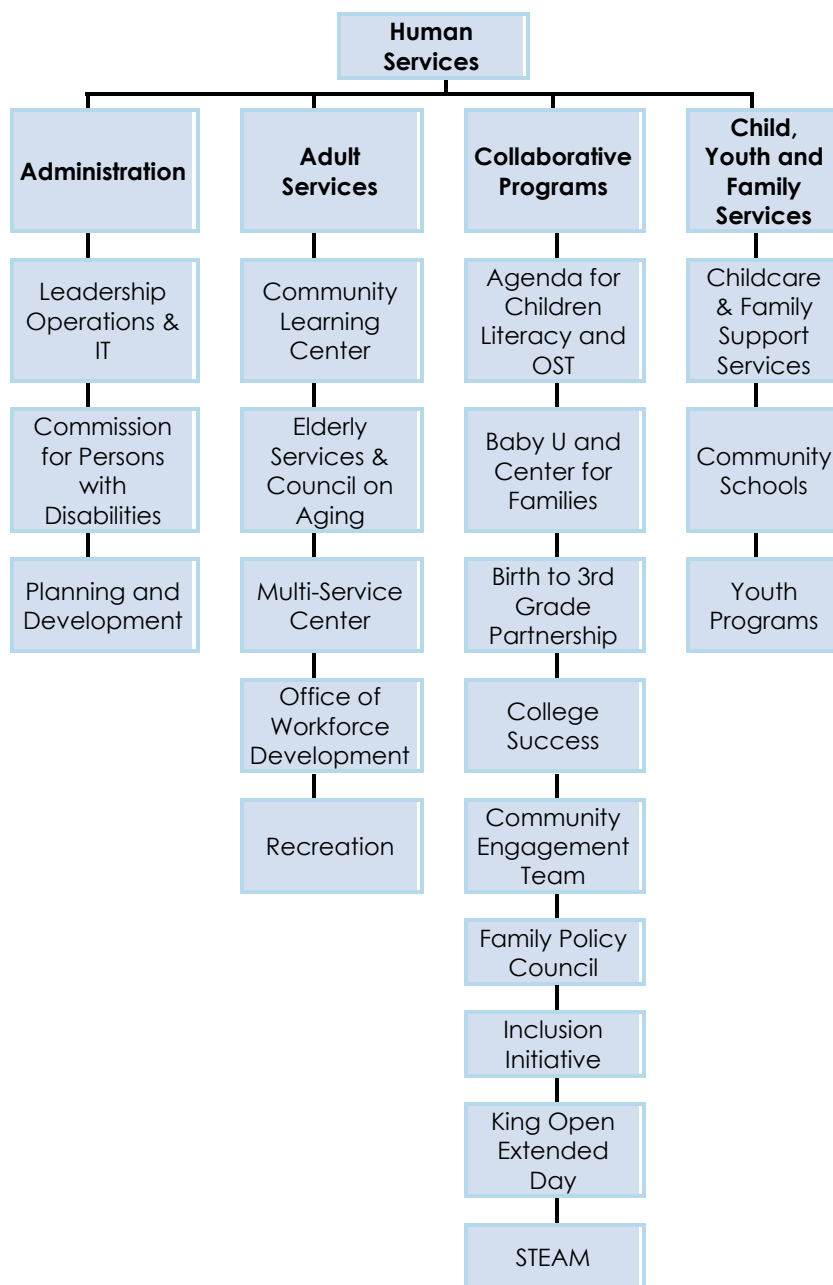 Human
Services
Administration
Adult
Services
Collaborative
Programs
Child,
Youth and
Family
Services
Leadership
Operations &
IT
Commission
for Persons
with
Disabilities
Planning and
Development
Community
Learning
Center
Elderly
Services &
Council on
Aging
Multi-Service
Center
Office of
Workforce
Development
Recreation
Agenda for
Children
Literacy and
OST
Baby U and
Center for
Families
Birth to 3rd
Grade
Partnership
College
Success
Community
Engagement
Team
Family Policy
Council
Inclusion
Initiative
King Open
Extended
Day
STEAM
Childcare
& Family
Support
Services
Community
Schools
Youth
Programs